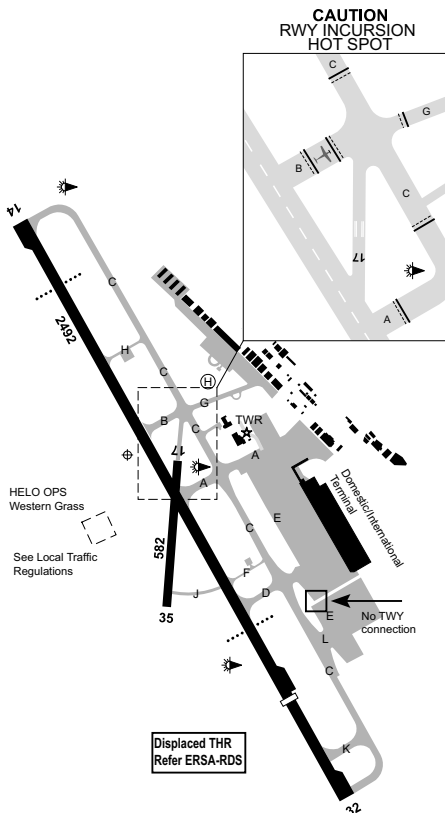 CAUTION
RWY INCURSION
HOT SPOT
C
G
B
C
17
A
14
C
2492
H
C
H
G
B
C
TWR
17
A
A
HELO OPS
Western Grass
See Local Traffic
Regulations
582
C
E
Domestic/International
Terminal
F
J
D
35
E
No TWY
connection
L
C
Displaced THR
Refer ERSA-RDS
K
32